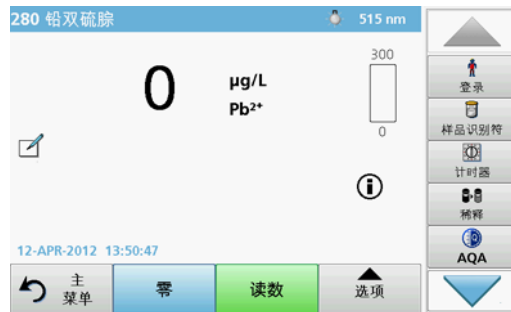 280 铅双硫腙
515 nm
300
0
µg/L
Pb²⁺
0
12-APR-2012 13:50:47
主菜单
零
读数
选项
登录
样品识别符
计时器
稀释
AQA